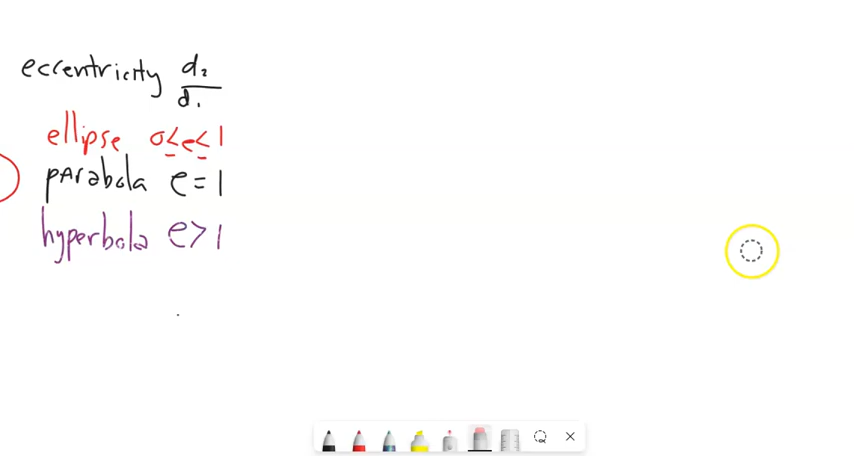 eccentricity d₂/d₁
ellipse 0≤e≤1
parabola e=1
hyperbola e>1